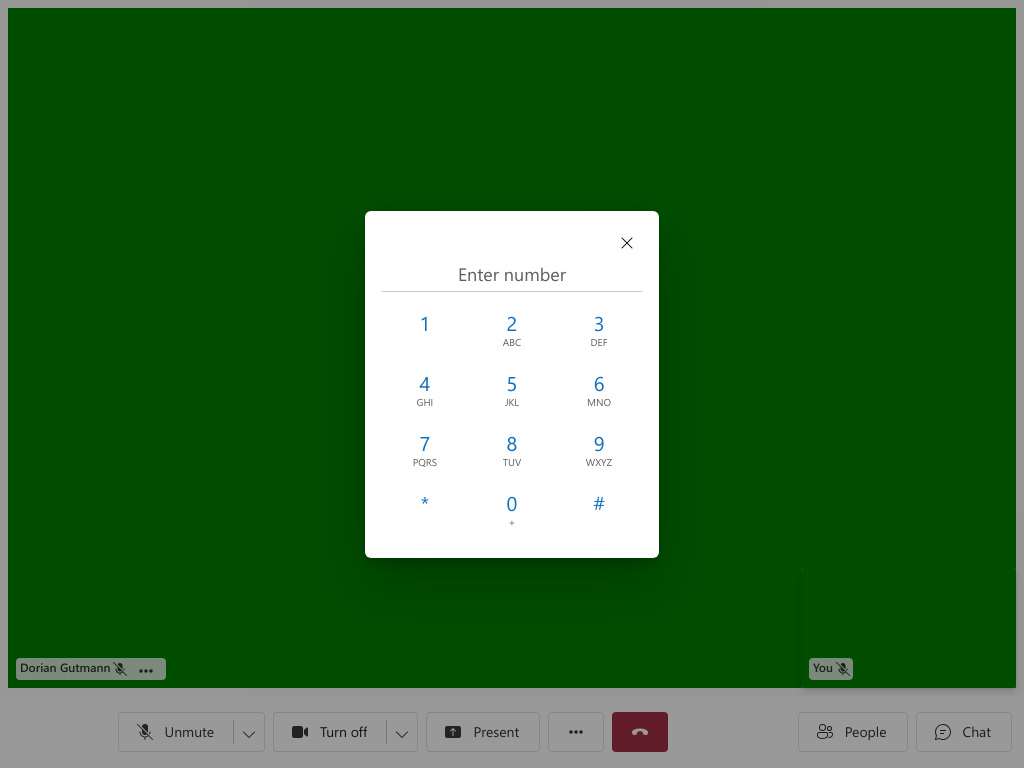 Enter number
1
2
ABC
3
DEF
4
GHI
5
JKL
6
MNO
7
PQRS
8
TUV
9
WXYZ
*
0
+
#
Dorian Gutmann
You
Unmute
Turn off
Present
People
Chat